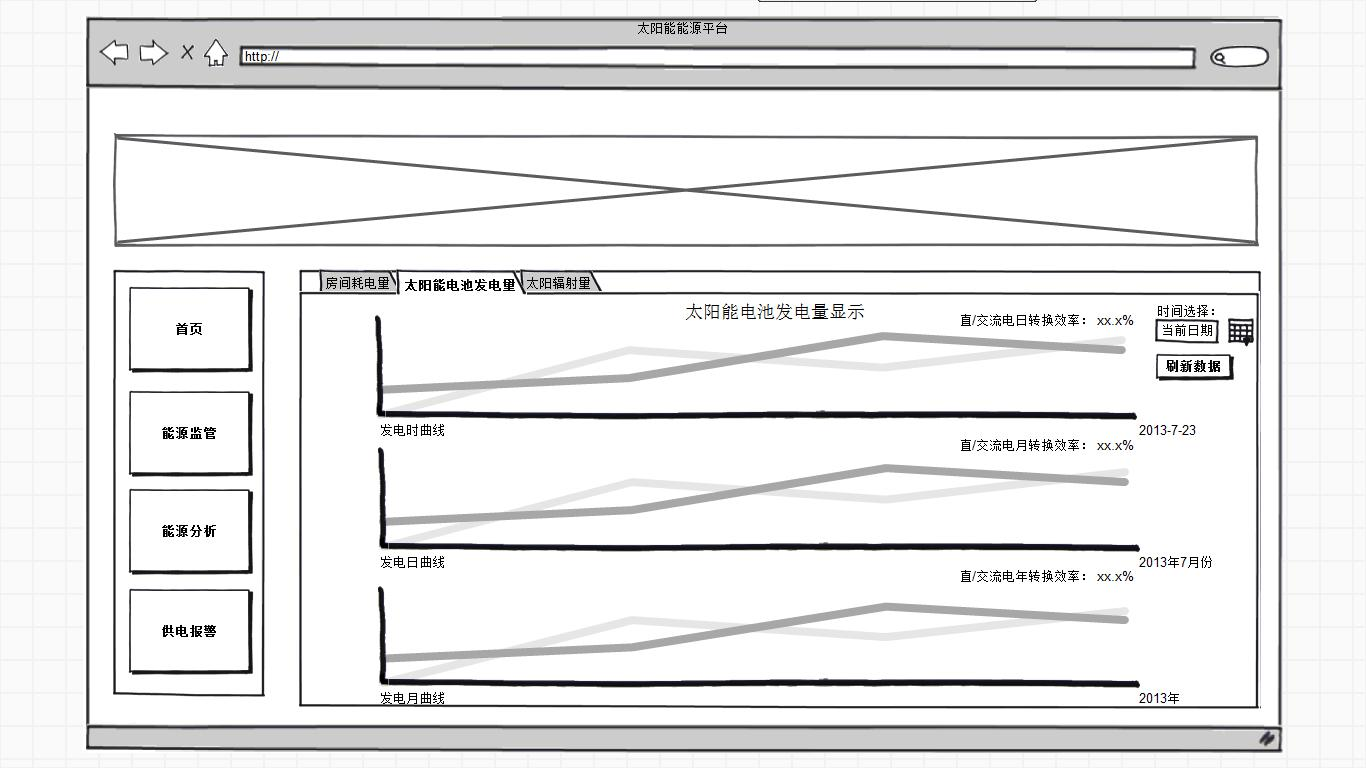 太阳能能源平台
http://
首页
能源监管
能源分析
供电报警
房间耗电量
太阳能电池发电量
太阳辐射量
太阳能电池发电量显示
直/交流电日转换效率： xx.x%
时间选择：
当前日期
刷新数据
发电时曲线
2013-7-23
直/交流电月转换效率： xx.x%
发电日曲线
2013年7月份
直/交流电年转换效率： xx.x%
发电月曲线
2013年